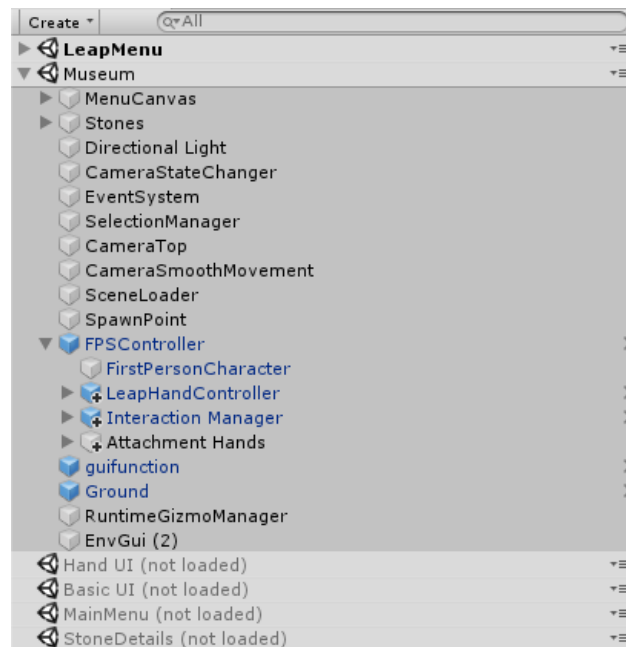 Create All
LeapMenu
Museum
MenuCanvas
Stones
Directional Light
CameraStateChanger
EventSystem
SelectionManager
CameraTop
CameraSmoothMovement
SceneLoader
SpawnPoint
FPSController
FirstPersonCharacter
LeapHandController
Interaction Manager
Attachment Hands
guifunction
Ground
RuntimeGizmoManager
EnvGui (2)
Hand UI (not loaded)
Basic UI (not loaded)
MainMenu (not loaded)
StoneDetails (not loaded)